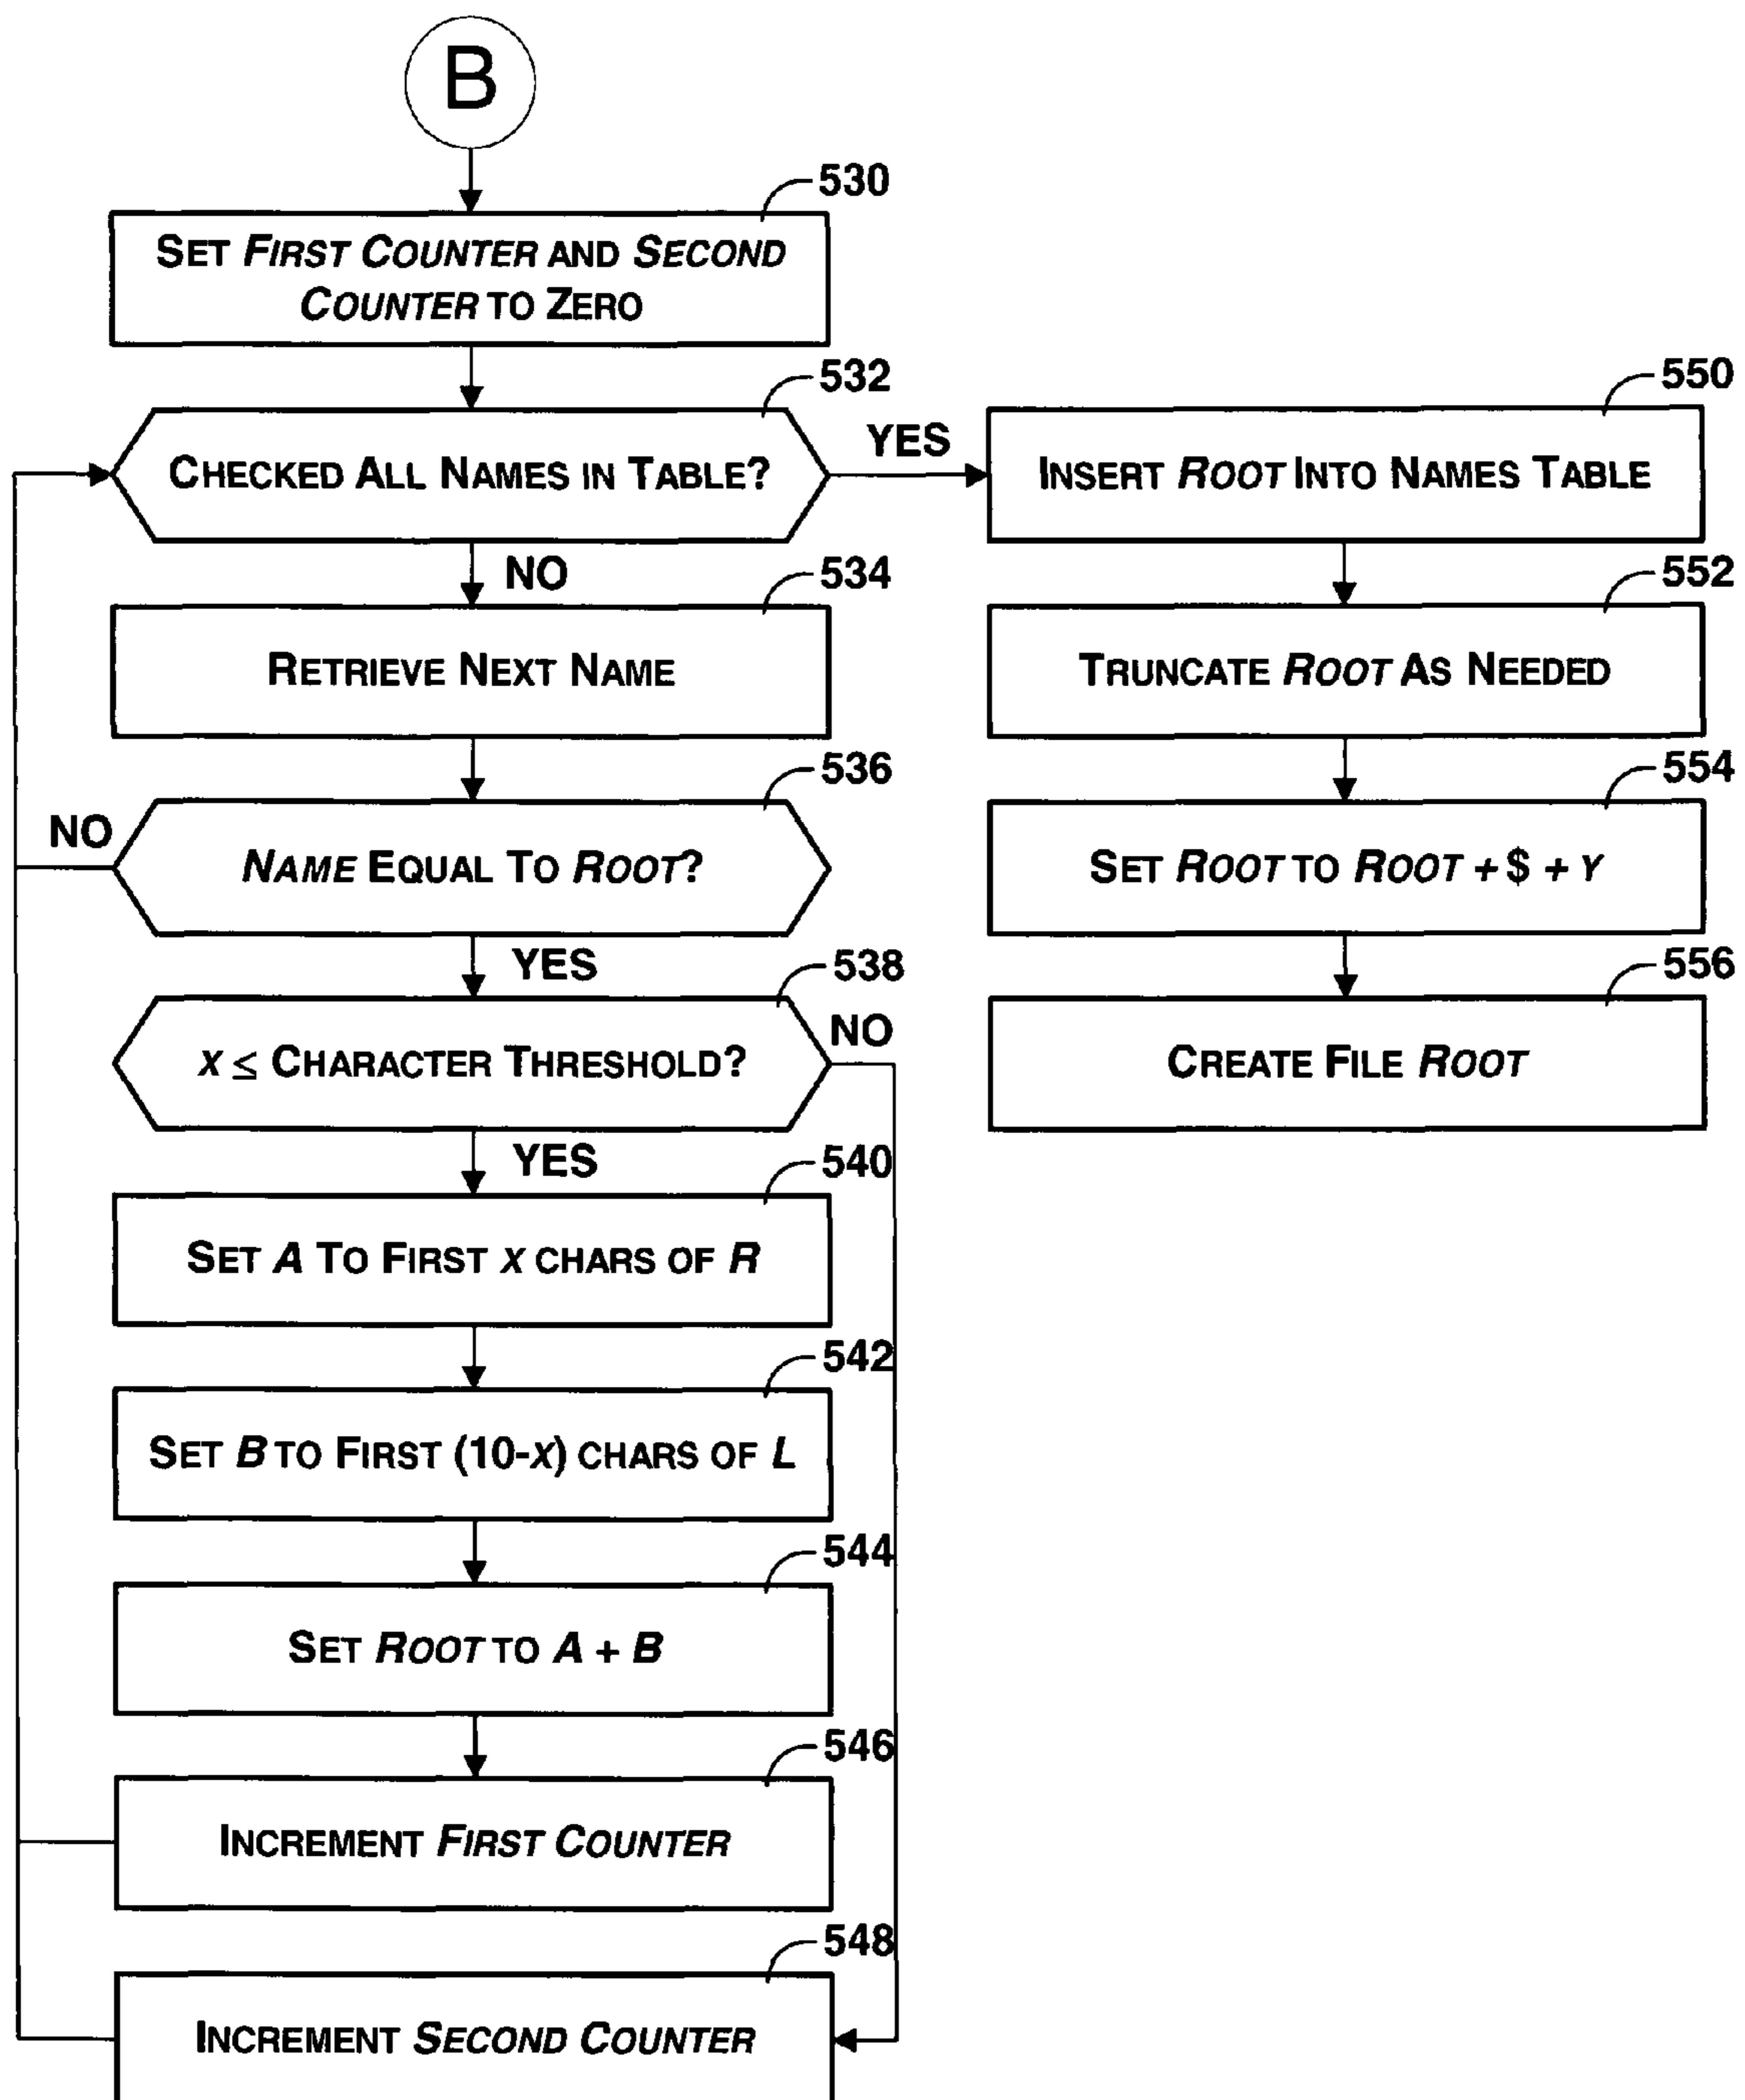 B
530
SET FIRST COUNTER AND SECOND
COUNTER TO ZERO
532
CHECKED ALL NAMES IN TABLE?
YES
550
INSERT ROOT INTO NAMES TABLE
NO
534
RETRIEVE NEXT NAME
552
TRUNCATE ROOT AS NEEDED
536
NO
NAME EQUAL TO ROOT?
554
SET ROOT TO ROOT + $ + Y
YES
538
NO
x ≤ CHARACTER THRESHOLD?
556
CREATE FILE ROOT
YES
540
SET A TO FIRST X CHARS OF R
542
SET B TO FIRST (10-X) CHARS OF L
544
SET ROOT TO A + B
546
INCREMENT FIRST COUNTER
548
INCREMENT SECOND COUNTER